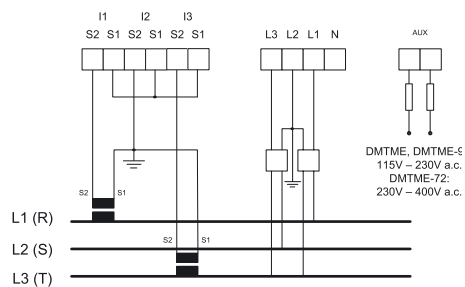 I1 I2 I3
S2 S1 S2 S1 S2 S1
L3 L2 L1 N
AUX
DMTME, DMTME-9
115V – 230V a.c.
DMTME-72:
230V – 400V a.c.
S2 S1
L1 (R)
S2 S1
L2 (S)
L3 (T)